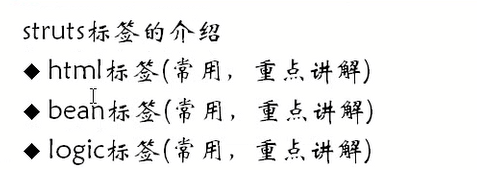 struts标签的介绍
◆html标签(常用，重点讲解)
◆bean标签(常用，重点讲解)
◆logic标签(常用，重点讲解)